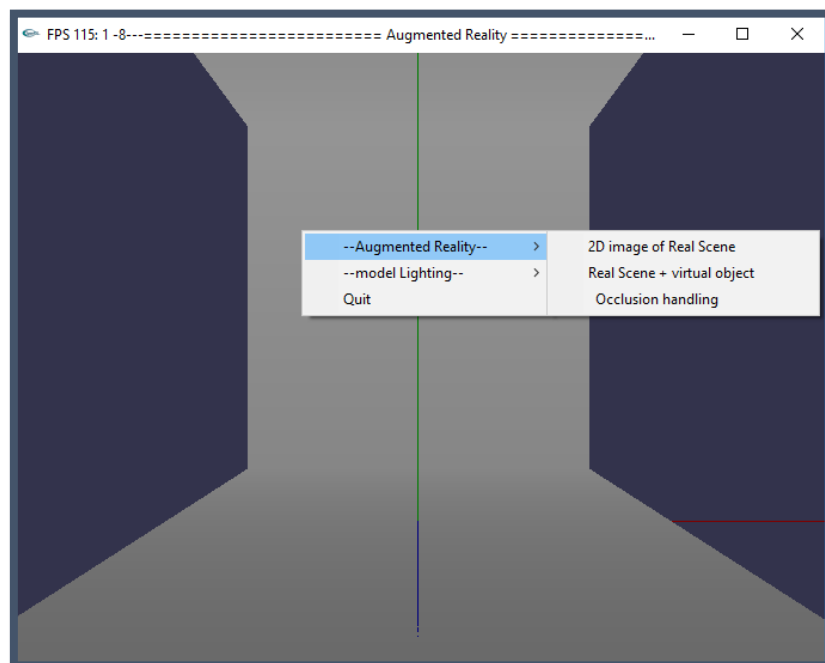 FPS 115: 1 -8---========================= Augmented Reality ==============...
--Augmented Reality-- >
2D image of Real Scene
--model Lighting-- >
Real Scene + virtual object
Quit
Occlusion handling